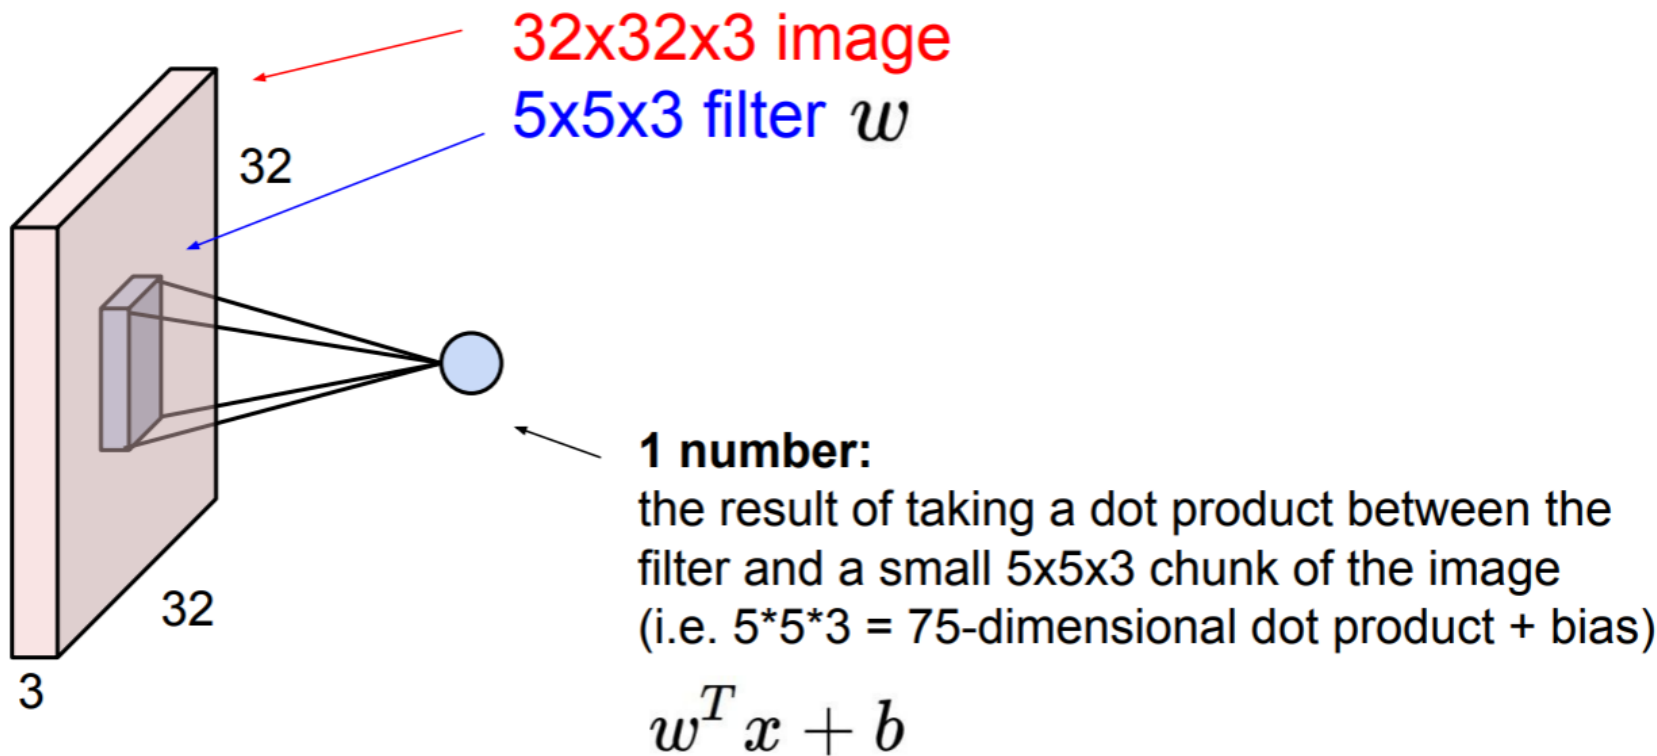 32x32x3 image
5x5x3 filter w
32
32
3
1 number:
the result of taking a dot product between the
filter and a small 5x5x3 chunk of the image
(i.e. 5*5*3 = 75-dimensional dot product + bias)
w^T x + b